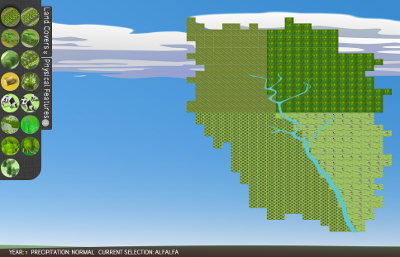 Land Covers x Physical Features
YEAR: 1 PRECIPITATION: NORMAL CURRENT SELECTION: ALFALFA